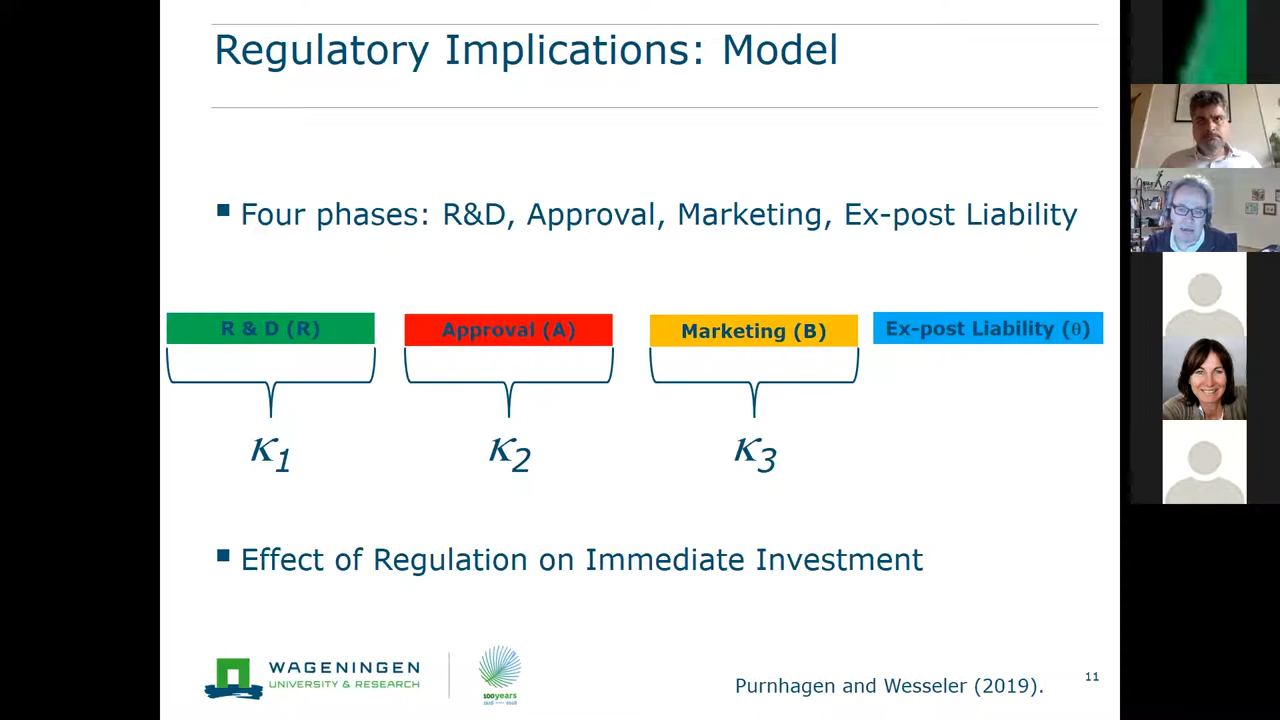 Regulatory Implications: Model
▪ Four phases: R&D, Approval, Marketing, Ex-post Liability
R & D (R)
Approval (A)
Marketing (B)
Ex-post Liability (θ)
κ1
κ2
κ3
▪ Effect of Regulation on Immediate Investment
WAGENINGEN
UNIVERSITY & RESEARCH
100years
Purnhagen and Wesseler (2019).
11